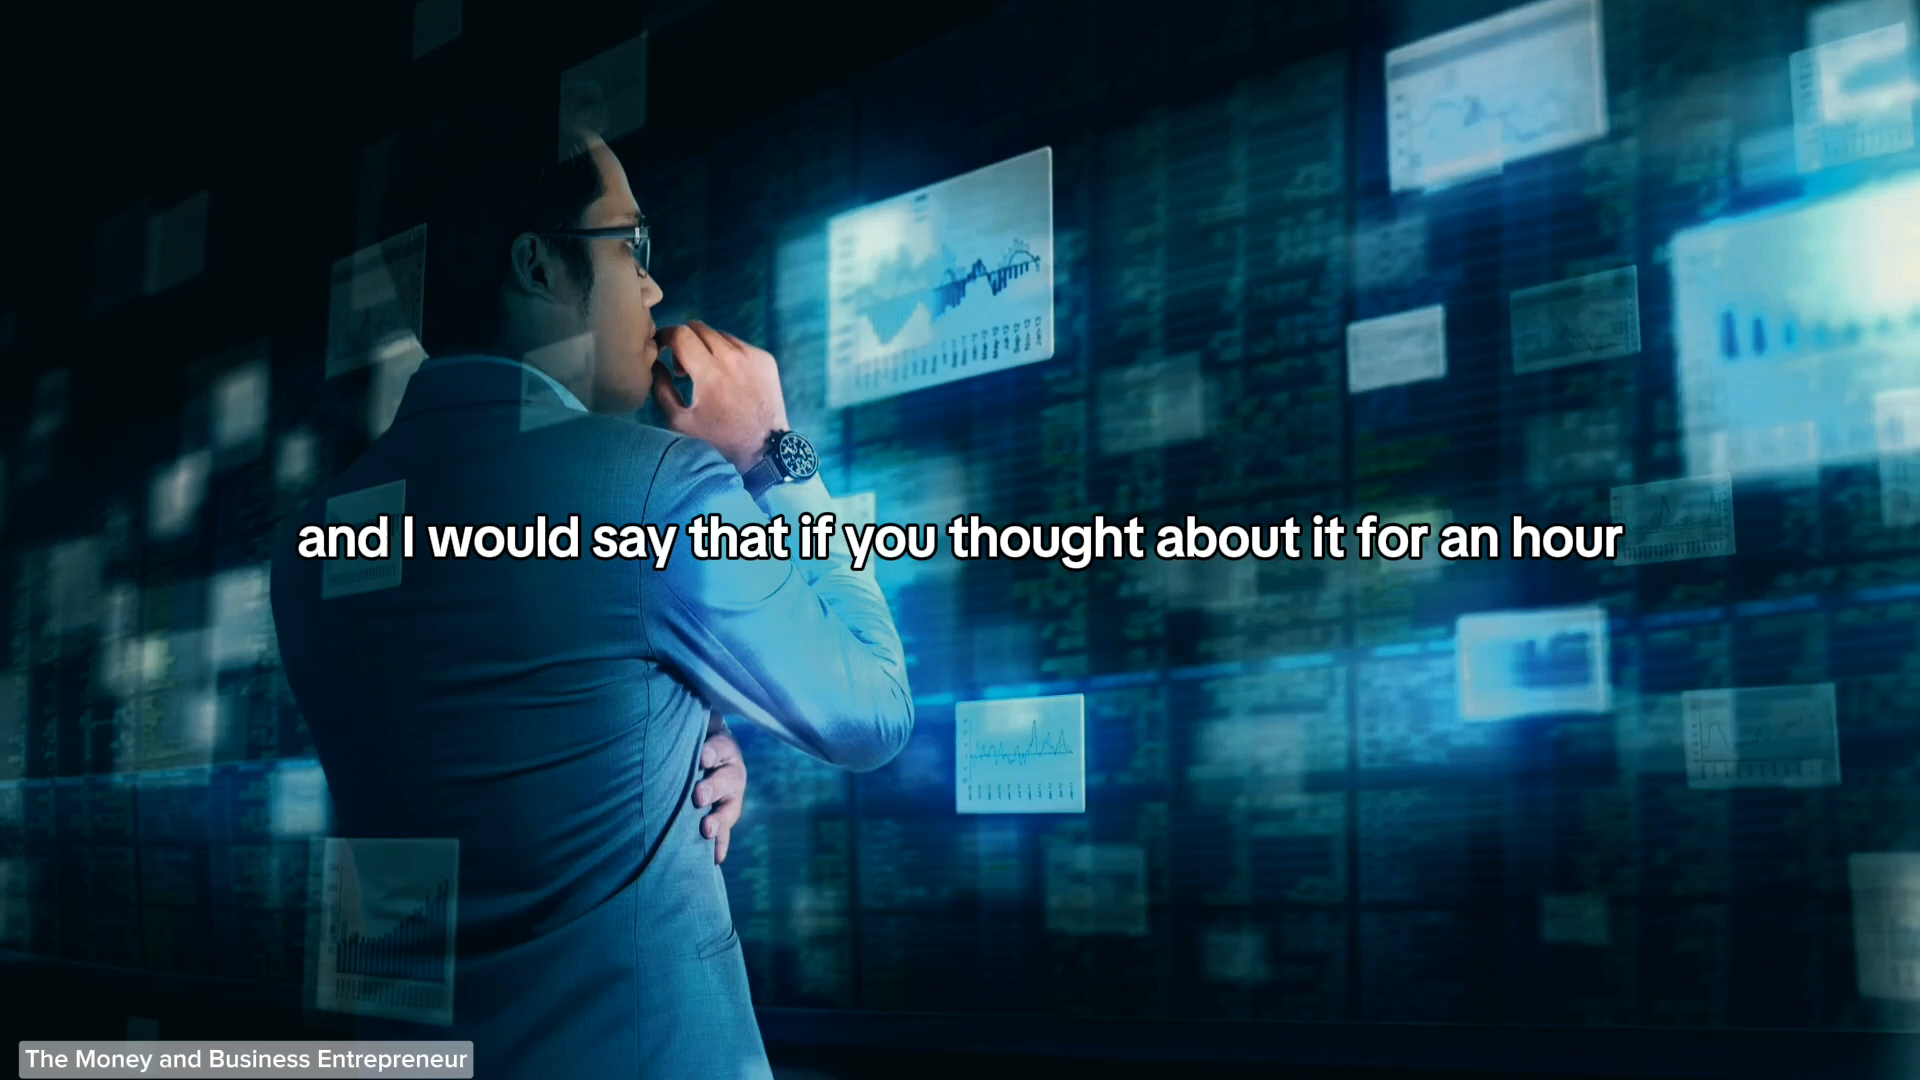 and I would say that if you thought about it for an hour
The Money and Business Entrepreneur